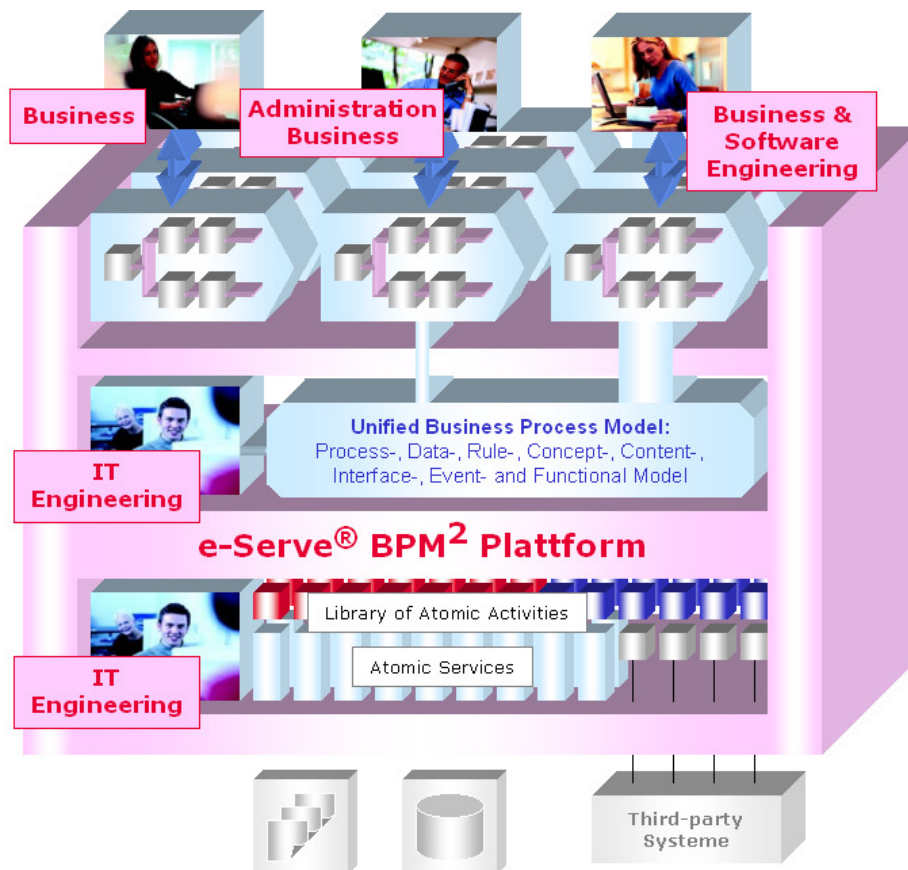 Business
Administration
Business
Business &
Software
Engineering
IT
Engineering
Unified Business Process Model:
Process-, Data-, Rule-, Concept-, Content-,
Interface-, Event- and Functional Model
e-Serve® BPM² Plattform
IT
Engineering
Library of Atomic Activities
Atomic Services
Third-party
Systeme